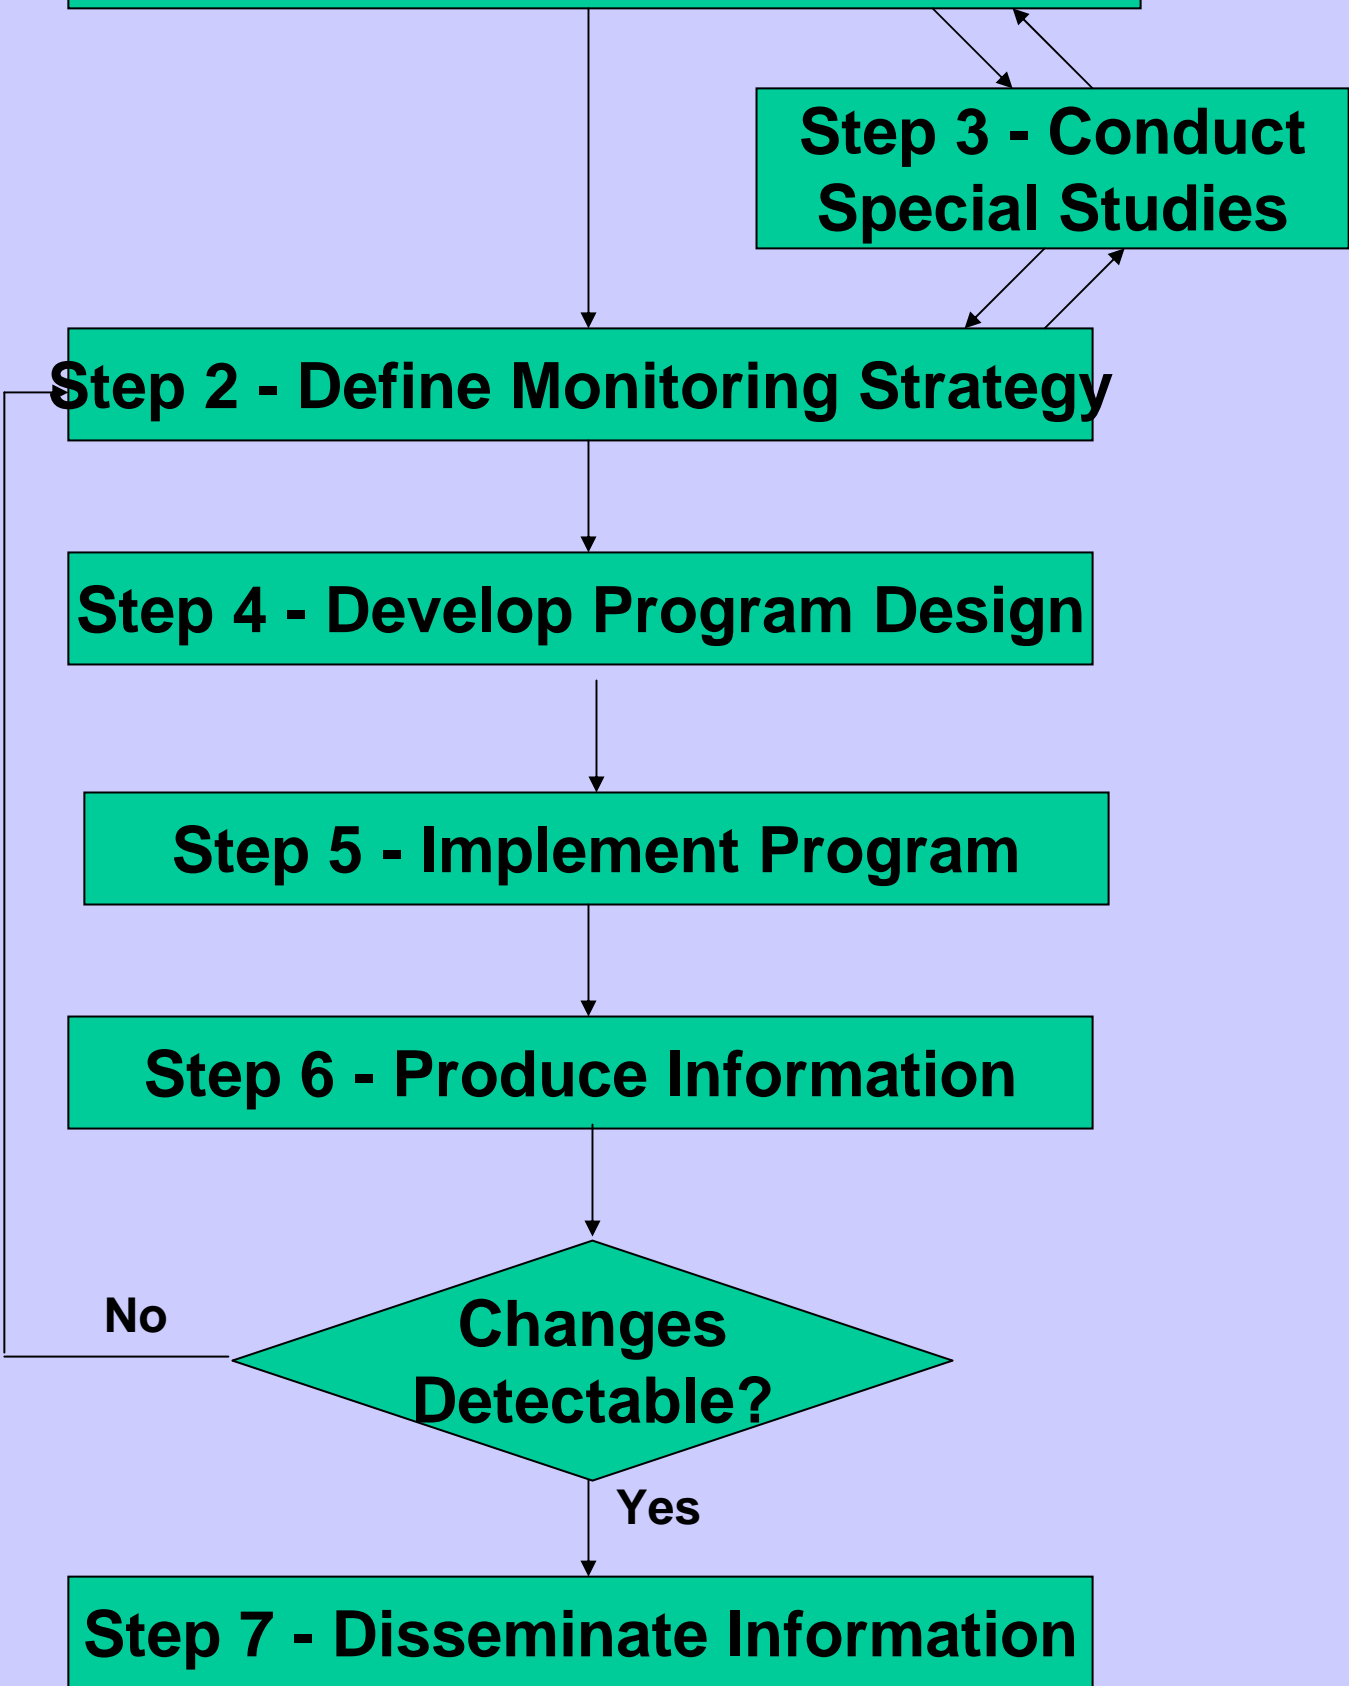 Step 3 - Conduct
Special Studies
Step 2 - Define Monitoring Strategy
Step 4 - Develop Program Design
Step 5 - Implement Program
Step 6 - Produce Information
No
Changes
Detectable?
Yes
Step 7 - Disseminate Information